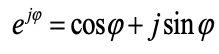 e^{jφ} = cosφ + j sinφ